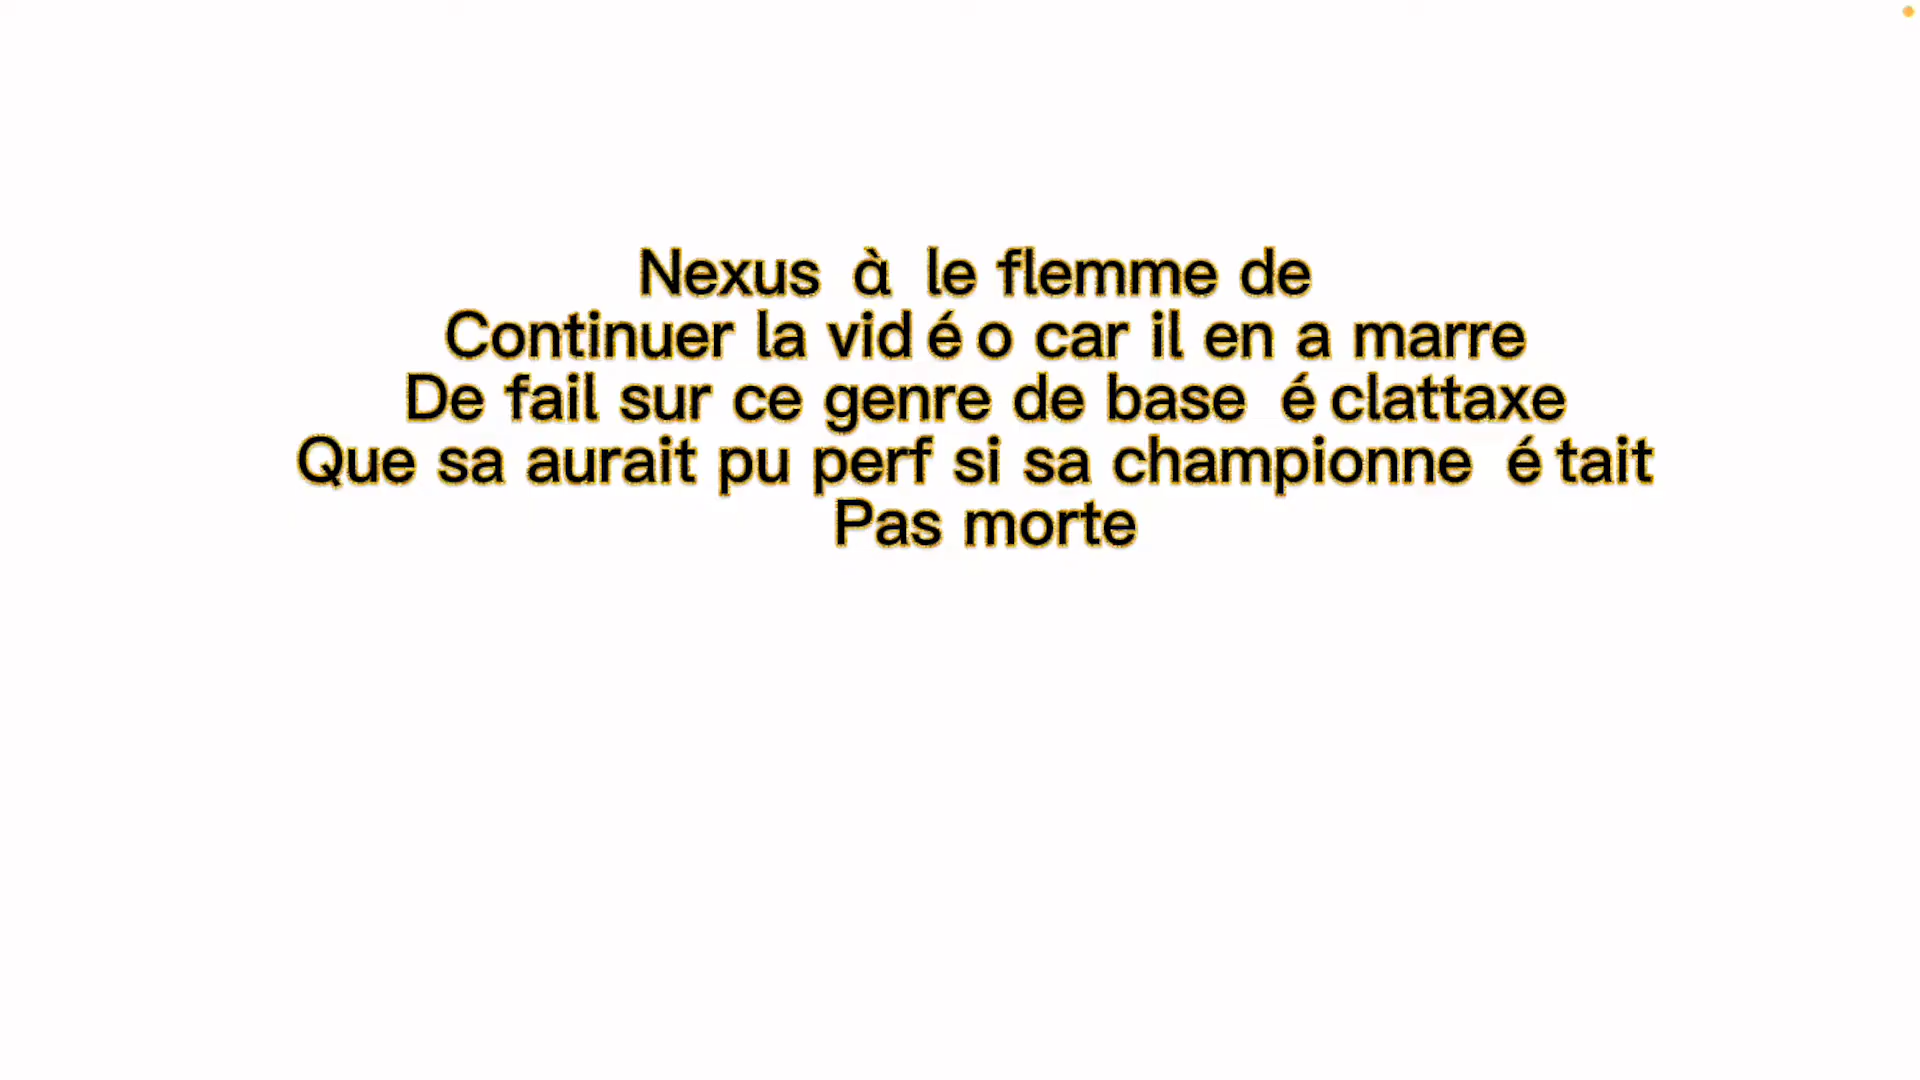 Nexus à le flemme de
Continuer la vidéo car il en a marre
De fail sur ce genre de base éclattaxe
Que sa aurait pu perf si sa championne était
Pas morte